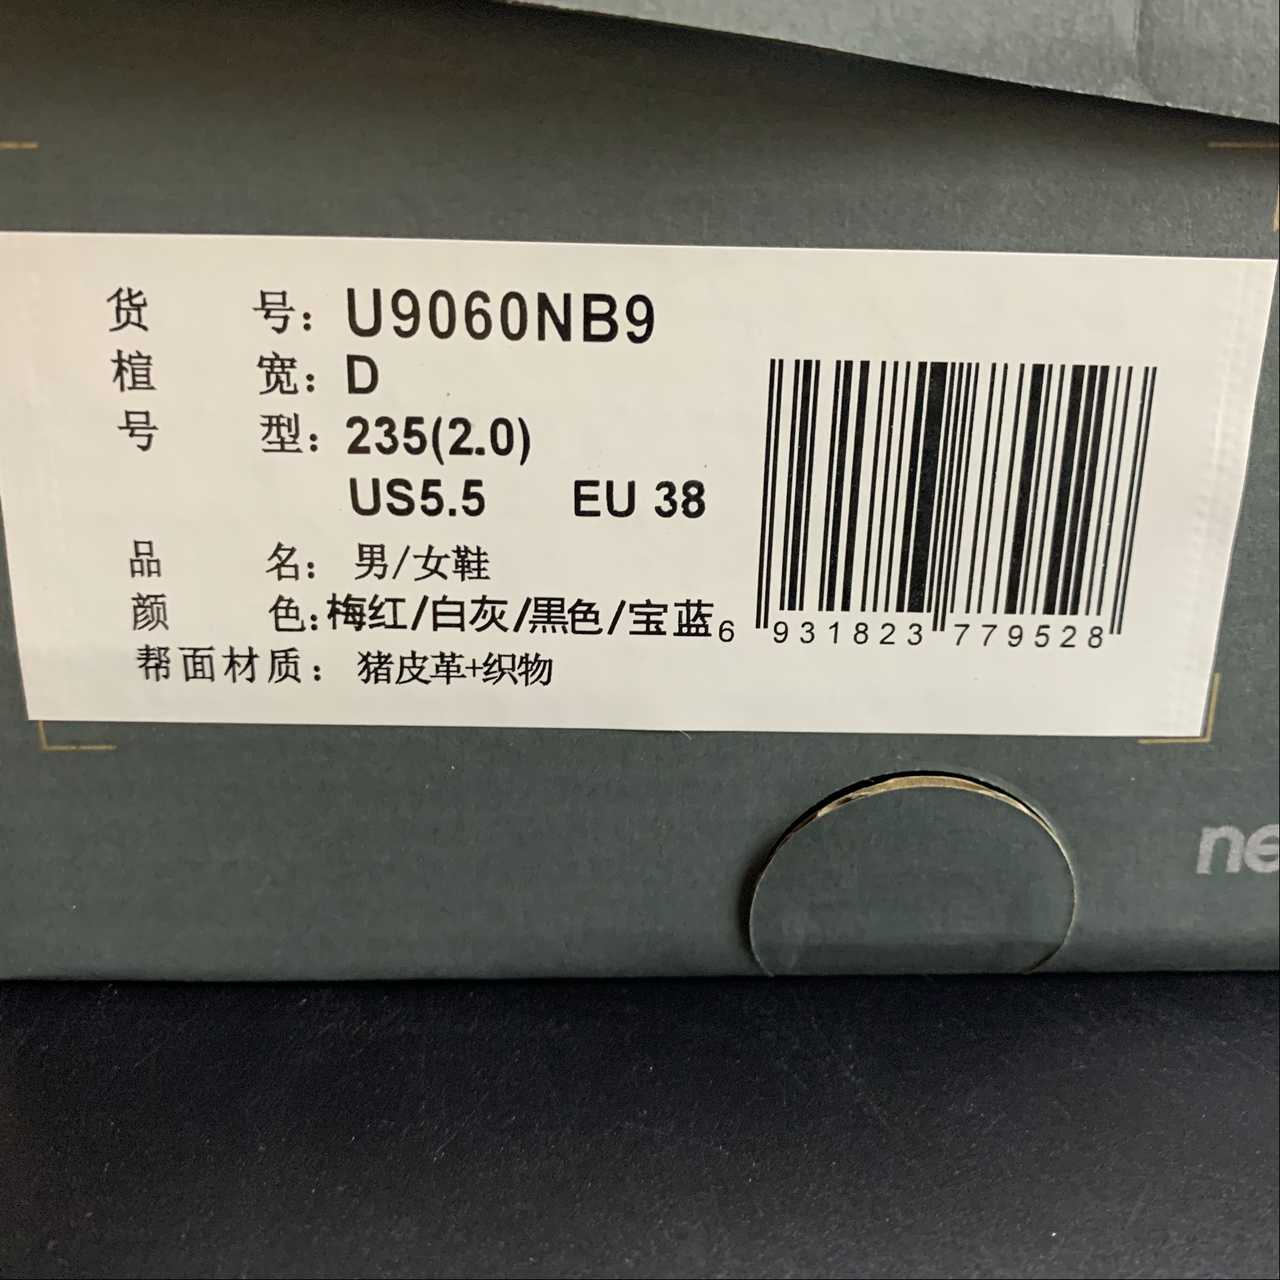 货 号: U9060NB9
楦 宽: D
号 型: 235(2.0)
US5.5 EU 38
品 名: 男/女鞋
颜 色: 梅红/白灰/黑色/宝蓝
帮面材质: 猪皮革+织物
6 931823 779528
ne